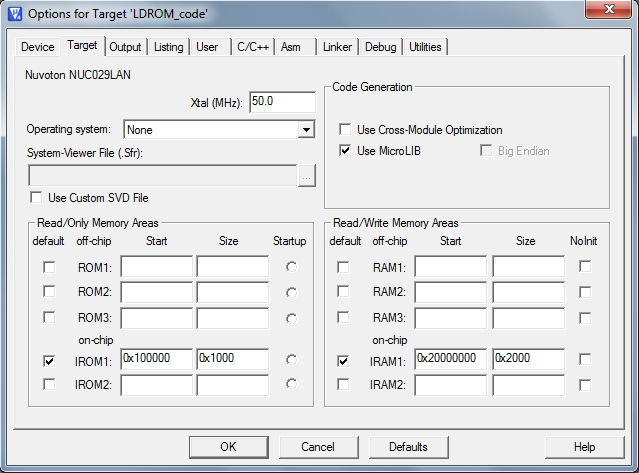 Options for Target 'LDROM_code'
Device Target Output Listing User C/C++ Asm Linker Debug Utilities
Nuvoton NUC029LAN
Xtal (MHz): 50.0
Operating system: None
System-Viewer File (.Sfr):
...
Use Custom SVD File
Code Generation
Use Cross-Module Optimization
Use MicroLIB Big Endian
Read/Only Memory Areas
default off-chip Start Size Startup
ROM1:
ROM2:
ROM3:
on-chip
IROM1: 0x100000 0x1000
IROM2:
Read/Write Memory Areas
default off-chip Start Size NoInit
RAM1:
RAM2:
RAM3:
on-chip
IRAM1: 0x20000000 0x2000
IRAM2:
OK Cancel Defaults Help